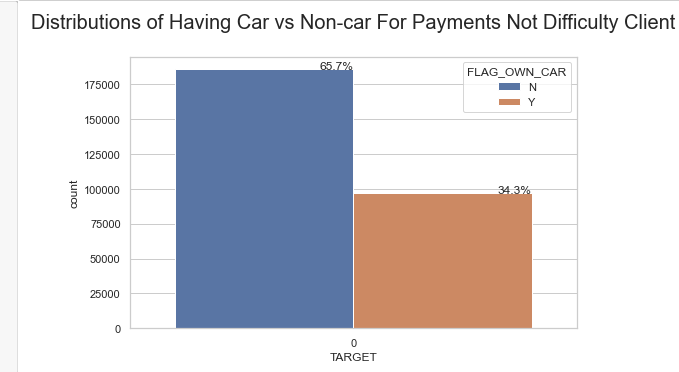 Distributions of Having Car vs Non-car For Payments Not Difficulty Client
65.7%
FLAG_OWN_CAR
N
Y
34.3%
175000
150000
125000
100000
75000
50000
25000
0
count
0
TARGET